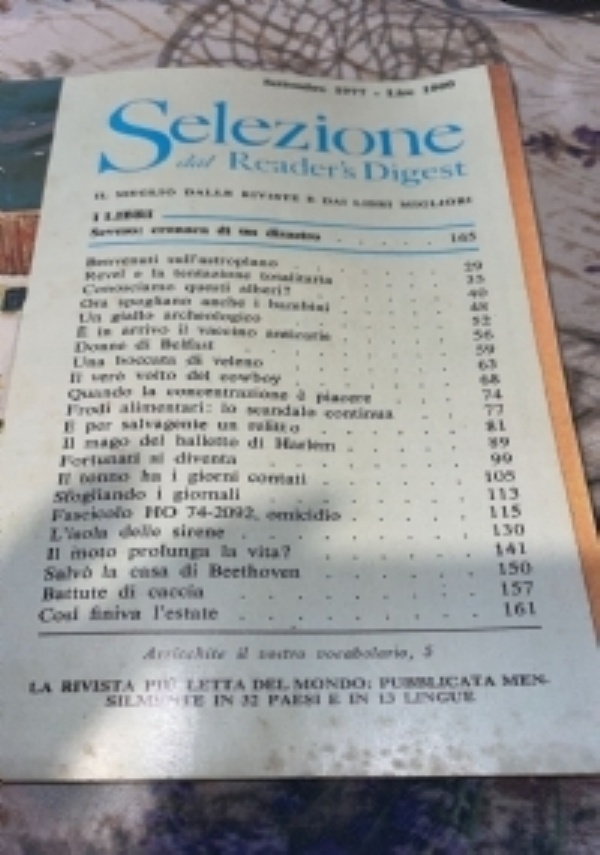 Settembre 1977 - Lire 1000
Selezione
dal Reader's Digest
IL MEGLIO DALLE RIVISTE E DAI LIBRI MIGLIORI
I LIBRI
Seveso: cronaca di un disastro . . . . . 165
Benvenuti sull'astroplano . . . . . 29
Revel e la tentazione totalitaria . . . . . 35
Conosciamo questi alberi? . . . . . 40
Ora spogliano anche i bambini . . . . . 48
Un giallo archeologico . . . . . 52
È in arrivo il vaccino anticarie . . . . . 56
Donne di Belfast . . . . . 59
Una boccata di veleno . . . . . 63
Il vero volto del cowboy . . . . . 68
Quando la concentrazione è piacere . . . 74
Frodi alimentari: lo scandalo continua . . . 77
E per salvagente un relitto . . . . . 81
Il mago del balletto di Harlem . . . . . 89
Fortunati si diventa . . . . . 99
Il tonno ha i giorni contati . . . . . 105
Sfogliando i giornali . . . . . 113
Fascicolo HO 74-2092, omicidio . . . . . 115
L'isola delle sirene . . . . . 130
Il moto prolunga la vita? . . . . . 141
Salvò la casa di Beethoven . . . . . 150
Battute di caccia . . . . . 157
Così finiva l'estate . . . . . 161
Arricchite il vostro vocabolario, 5
LA RIVISTA PIÙ LETTA DEL MONDO: PUBBLICATA MEN-
SILMENTE IN 32 PAESI E IN 13 LINGUE